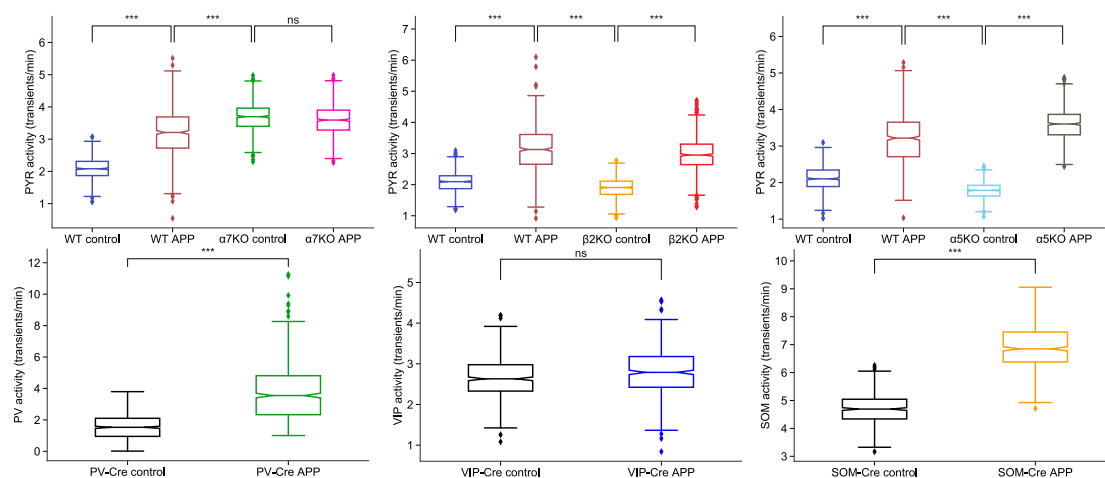 *** *** ns
PYR activity (transients/min)
6
5
4
3
2
1
WT control WT APP α7KO control α7KO APP
*** *** ***
PYR activity (transients/min)
6
5
4
3
2
1
WT control WT APP β2KO control β2KO APP
*** *** ***
PYR activity (transients/min)
6
5
4
3
2
1
WT control WT APP α5KO control α5KO APP
***
PV activity (transients/min)
12
10
8
6
4
2
0
PV-Cre control PV-Cre APP
ns
VIP activity (transients/min)
5
4
3
2
1
VIP-Cre control VIP-Cre APP
***
SOM activity (transients/min)
10
9
8
7
6
5
4
3
SOM-Cre control SOM-Cre APP